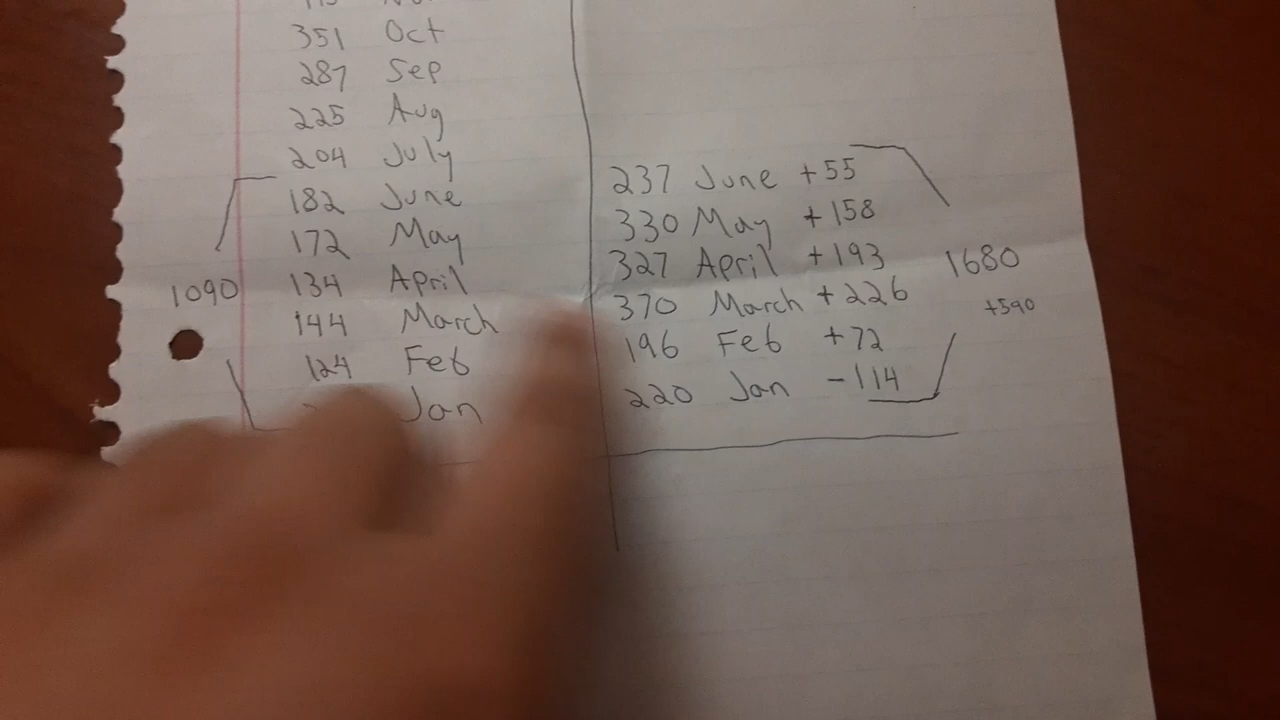 351 Oct
287 Sep
225 Aug
204 July
182 June 237 June +55
172 May 330 May +158
134 April 327 April +193
1090 1680
144 March 370 March +226
+590
124 Feb 196 Feb +72
Jan 220 Jan -114